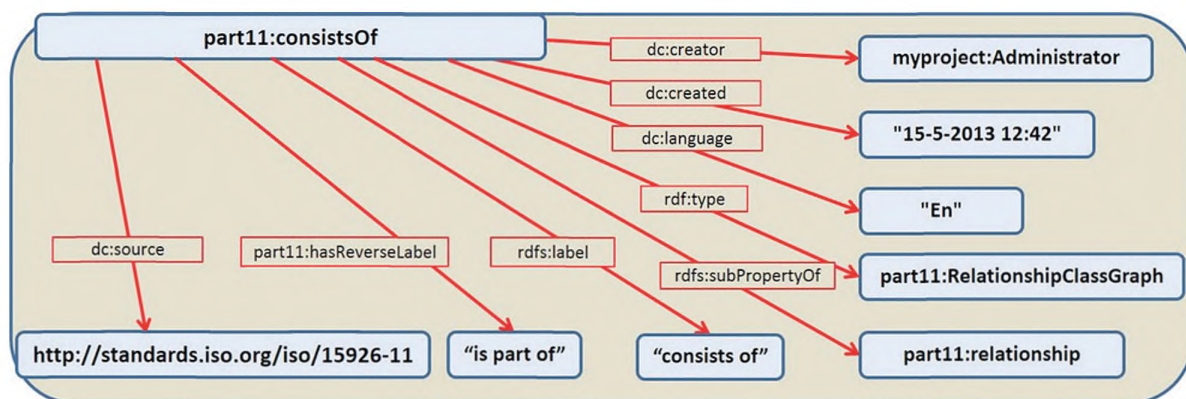 part11:consistsOf
dc:creator
myproject:Administrator
dc:created
"15-5-2013 12:42"
dc:language
"En"
rdf:type
dc:source
part11:hasReverseLabel
rdfs:label
rdfs:subPropertyOf
part11:RelationshipClassGraph
http://standards.iso.org/iso/15926-11
“is part of”
“consists of”
part11:relationship